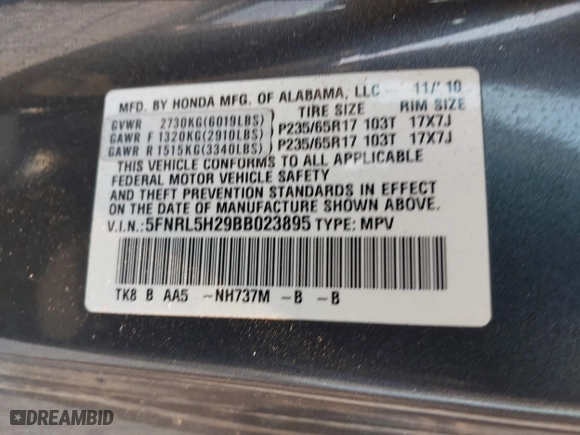 MFD. BY HONDA MFG. OF ALABAMA, LLC 11/'10
TIRE SIZE RIM SIZE
GVWR 2730KG(6019LBS)
GAWR F 1320KG(2910LBS) P235/65R17 103T 17X7J
GAWR R 1515KG(3340LBS) P235/65R17 103T 17X7J
THIS VEHICLE CONFORMS TO ALL APPLICABLE
FEDERAL MOTOR VEHICLE SAFETY
AND THEFT PREVENTION STANDARDS IN EFFECT
ON THE DATE OF MANUFACTURE SHOWN ABOVE.
V.I.N.: 5FNRL5H29BB023895 TYPE: MPV
TK8 B AA5 -NH737M -B -B
DREAMBID